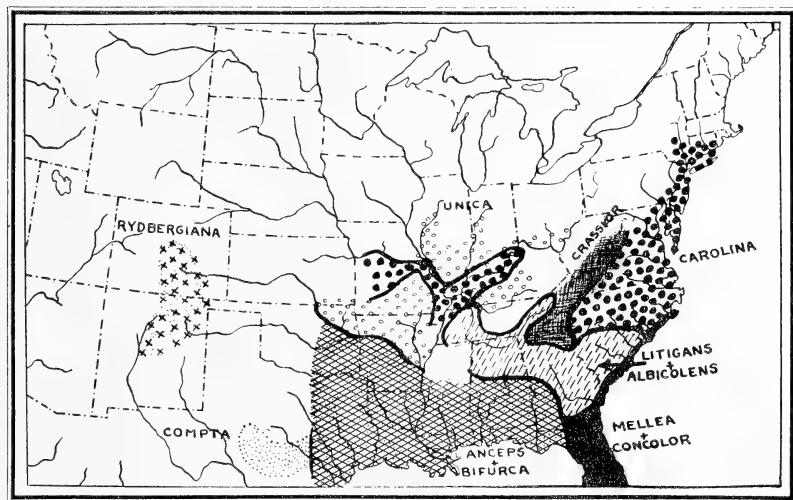 UNICA
RYDBERGIANA
CRASSIOR
CAROLINA
LITIGANS
+
ALBICOLENS
MELLEA
+
CONCOLOR
COMPTA
ANCEPS
+
BIFURCA